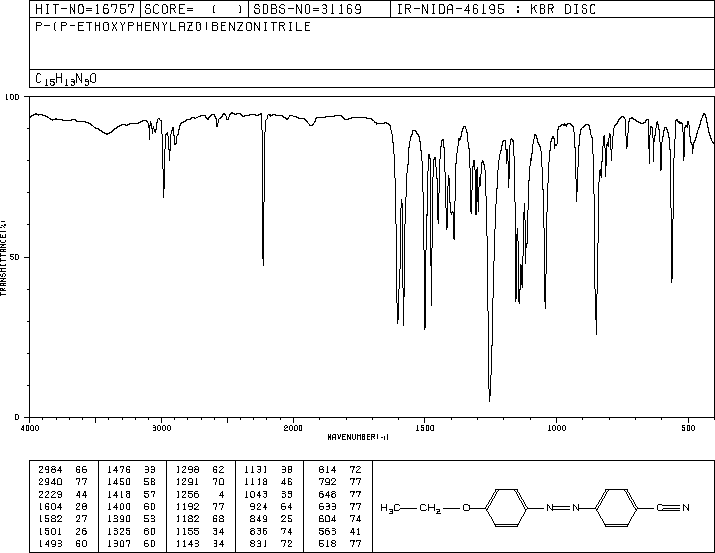 HIT-NO=16757 SCORE= ( ) SDBS-NO=31169 IR-NIDA-46195 : KBR DISC
P-(P-ETHOXYPHENYLAZO)BENZONITRILE
C15H13N3O
100
50
0
TRANSMITTANCE(%)
4000 3000 2000 1500 1000 500
WAVENUMBER(-1)
2984 66 1476 33 1298 62 1131 38 814 72
2940 77 1450 58 1291 70 1118 46 792 77
2229 44 1418 57 1256 4 1043 33 648 77
1604 28 1400 60 1192 77 924 64 633 77
1582 27 1390 53 1182 68 849 25 604 74
1501 26 1325 60 1155 34 836 74 563 41
1493 60 1307 60 1143 34 831 72 518 77
H3C CH2 O N N C N